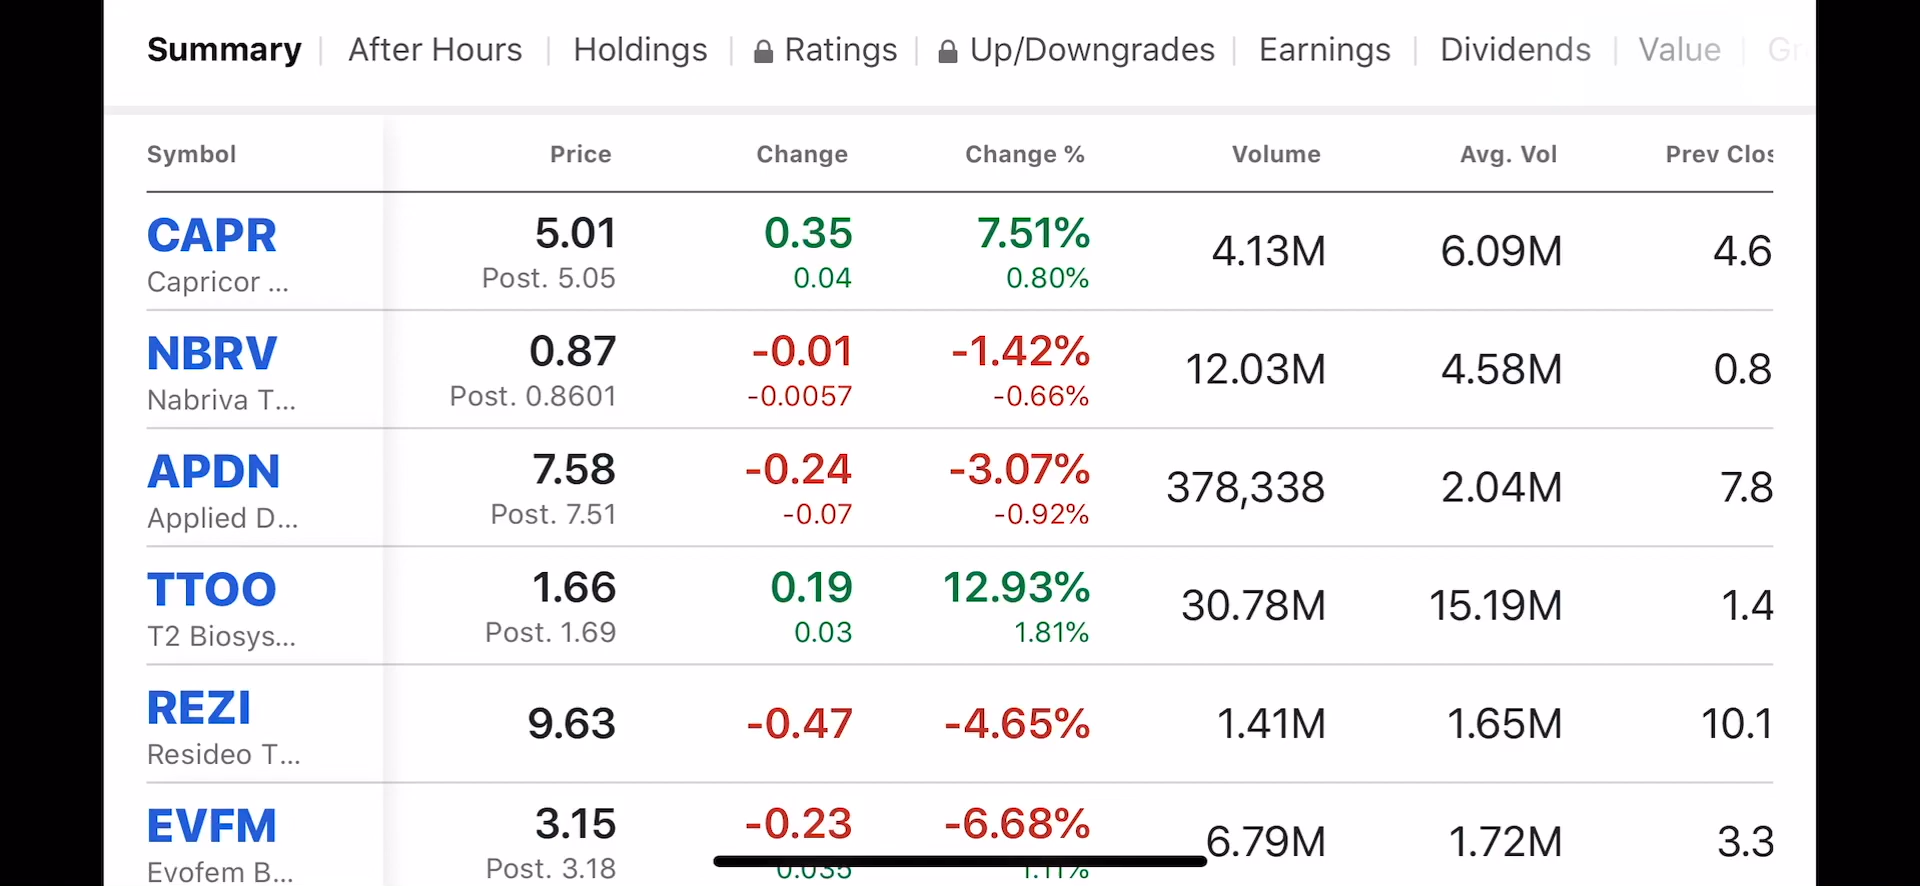 Summary After Hours Holdings Ratings Up/Downgrades Earnings Dividends Value Gr
Symbol Price Change Change % Volume Avg. Vol Prev Clos
CAPR 5.01 0.35 7.51% 4.13M 6.09M 4.6
Capricor ... Post. 5.05 0.04 0.80%
NBRV 0.87 -0.01 -1.42% 12.03M 4.58M 0.8
Nabriva T... Post. 0.8601 -0.0057 -0.66%
APDN 7.58 -0.24 -3.07% 378,338 2.04M 7.8
Applied D... Post. 7.51 -0.07 -0.92%
TTOO 1.66 0.19 12.93% 30.78M 15.19M 1.4
T2 Biosys... Post. 1.69 0.03 1.81%
REZI 9.63 -0.47 -4.65% 1.41M 1.65M 10.1
Resideo T...
EVFM 3.15 -0.23 -6.68% 6.79M 1.72M 3.3
Evofem B... Post. 3.18 0.035 1.11%